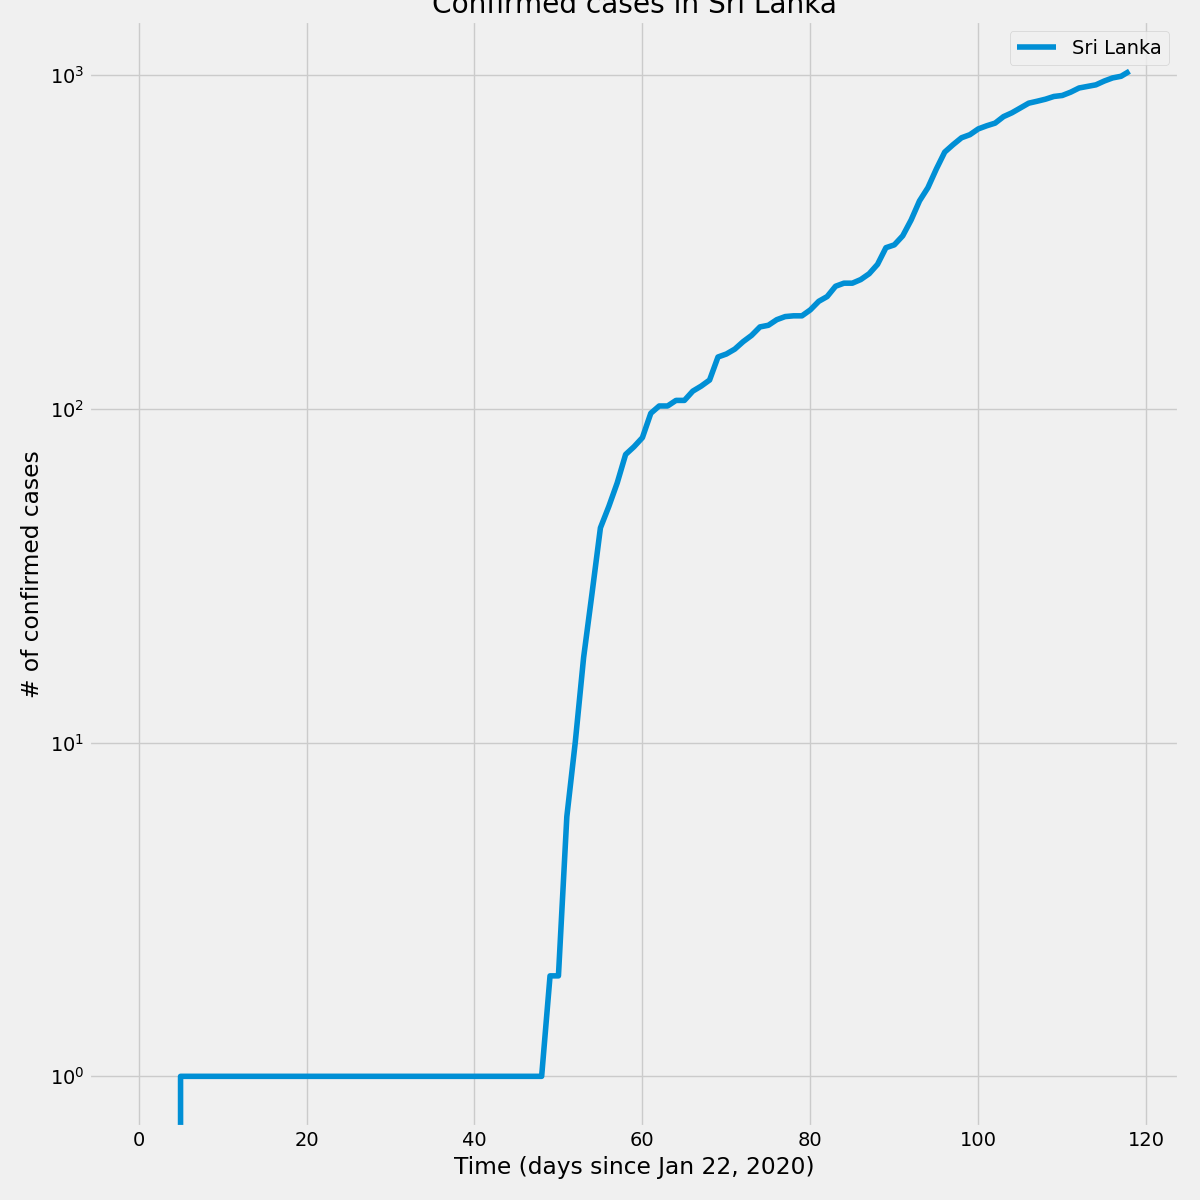 Confirmed cases in Sri Lanka
Sri Lanka
10³
10²
10¹
10⁰
# of confirmed cases
0 20 40 60 80 100 120
Time (days since Jan 22, 2020)